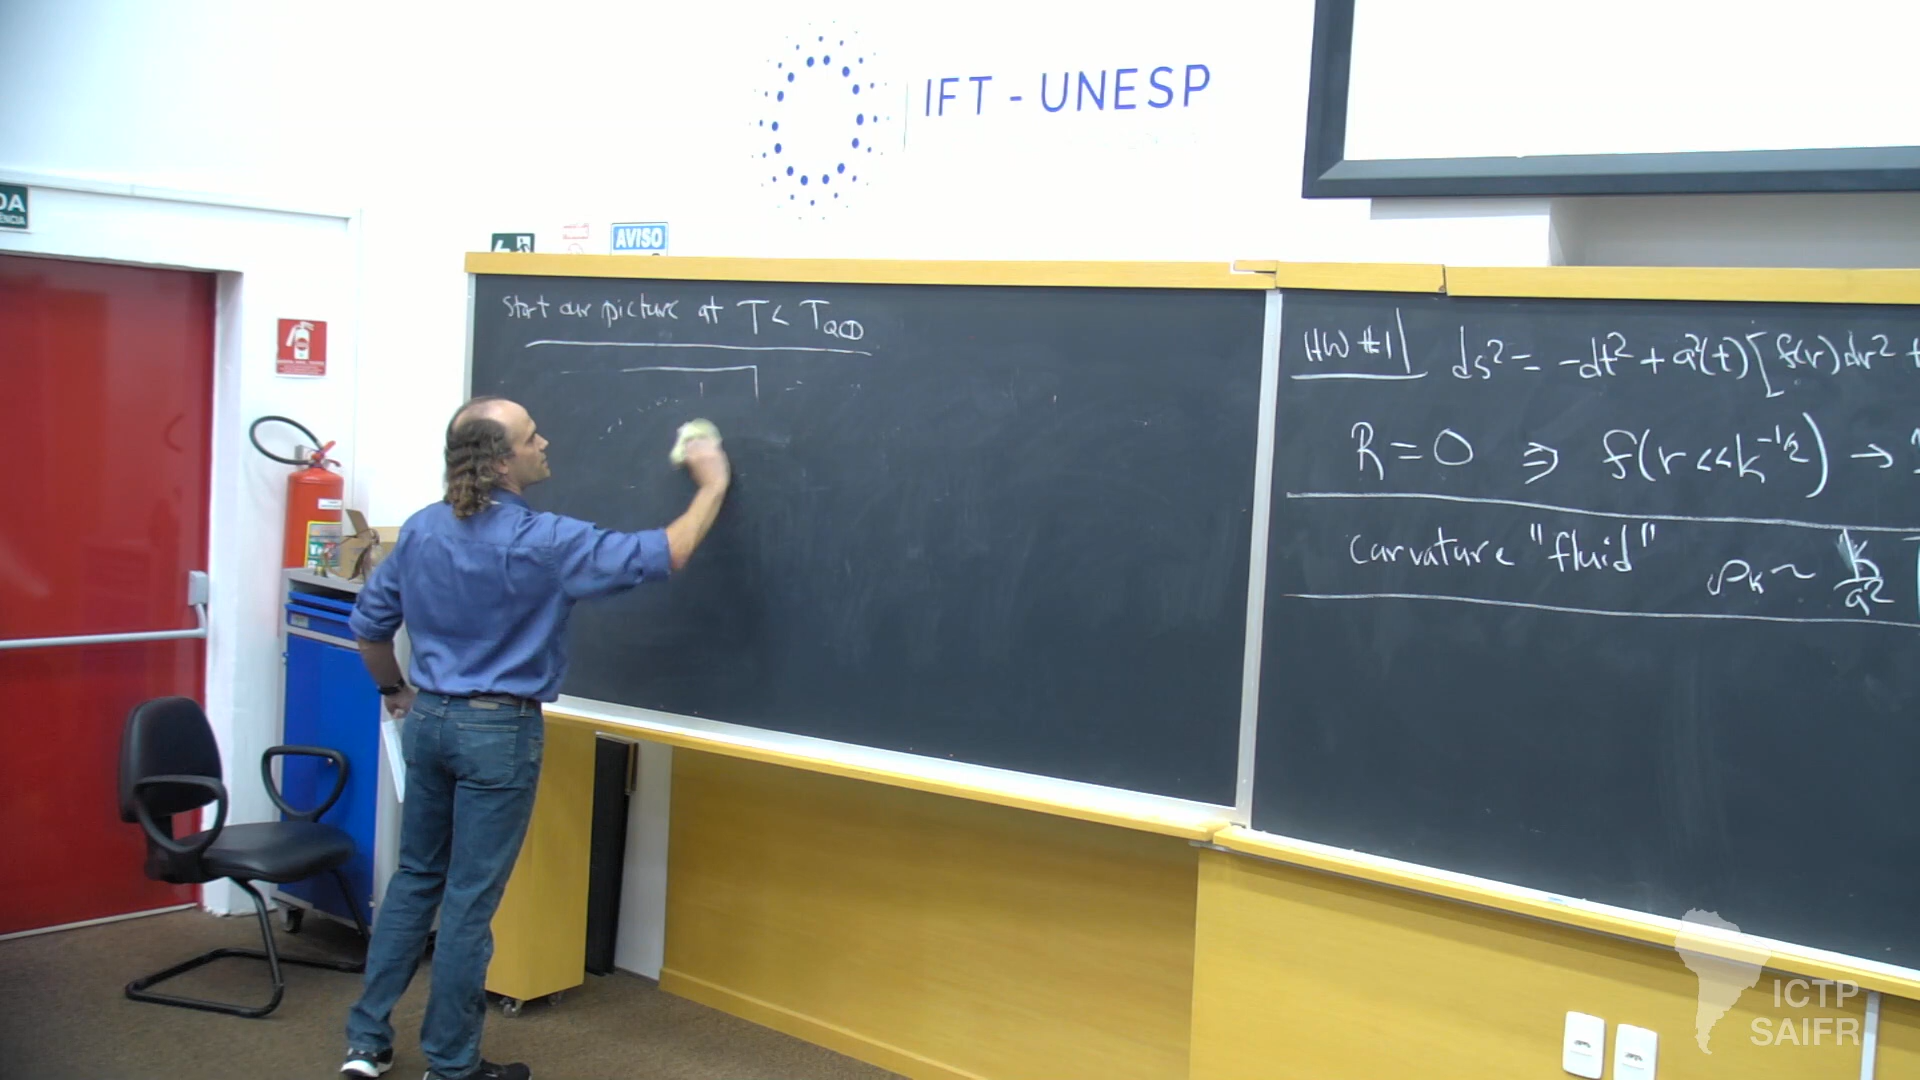 IFT - UNESP
DA
AVISO
Start our picture at T < T_QCD
HW #1 ds² = -dt² + a²(t)[f(r)dr² +
R = 0 ⇒ f(r << k^-1/2) →
Curvature "fluid" ρ_k ~ k/a²
ICTP
SAIFR